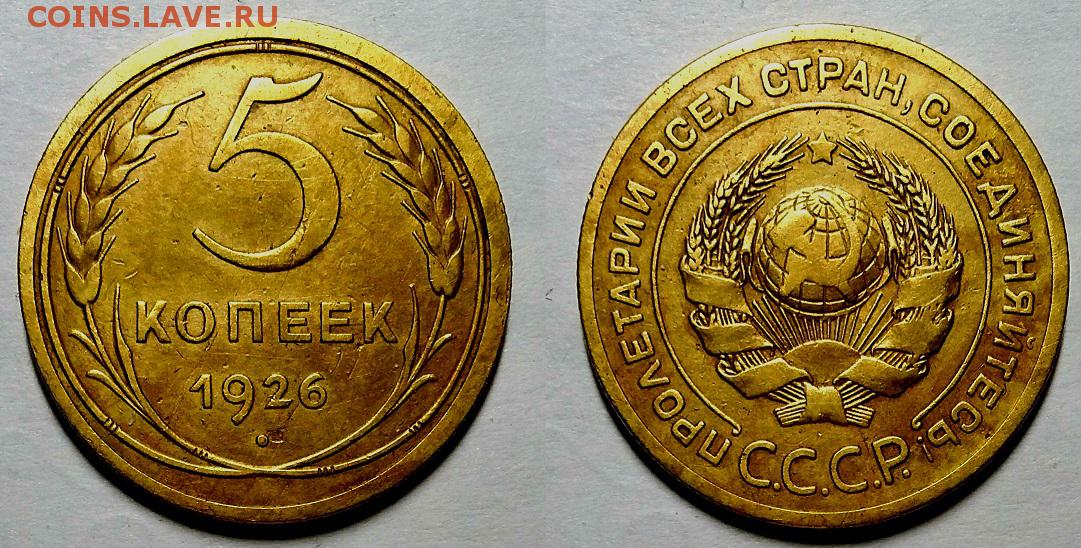 COINS.LAVE.RU
5
КОПЕЕК
1926
ПРОЛЕТАРИИ ВСЕХ СТРАН, СОЕДИНЯЙТЕСЬ!
С.С.С.Р.